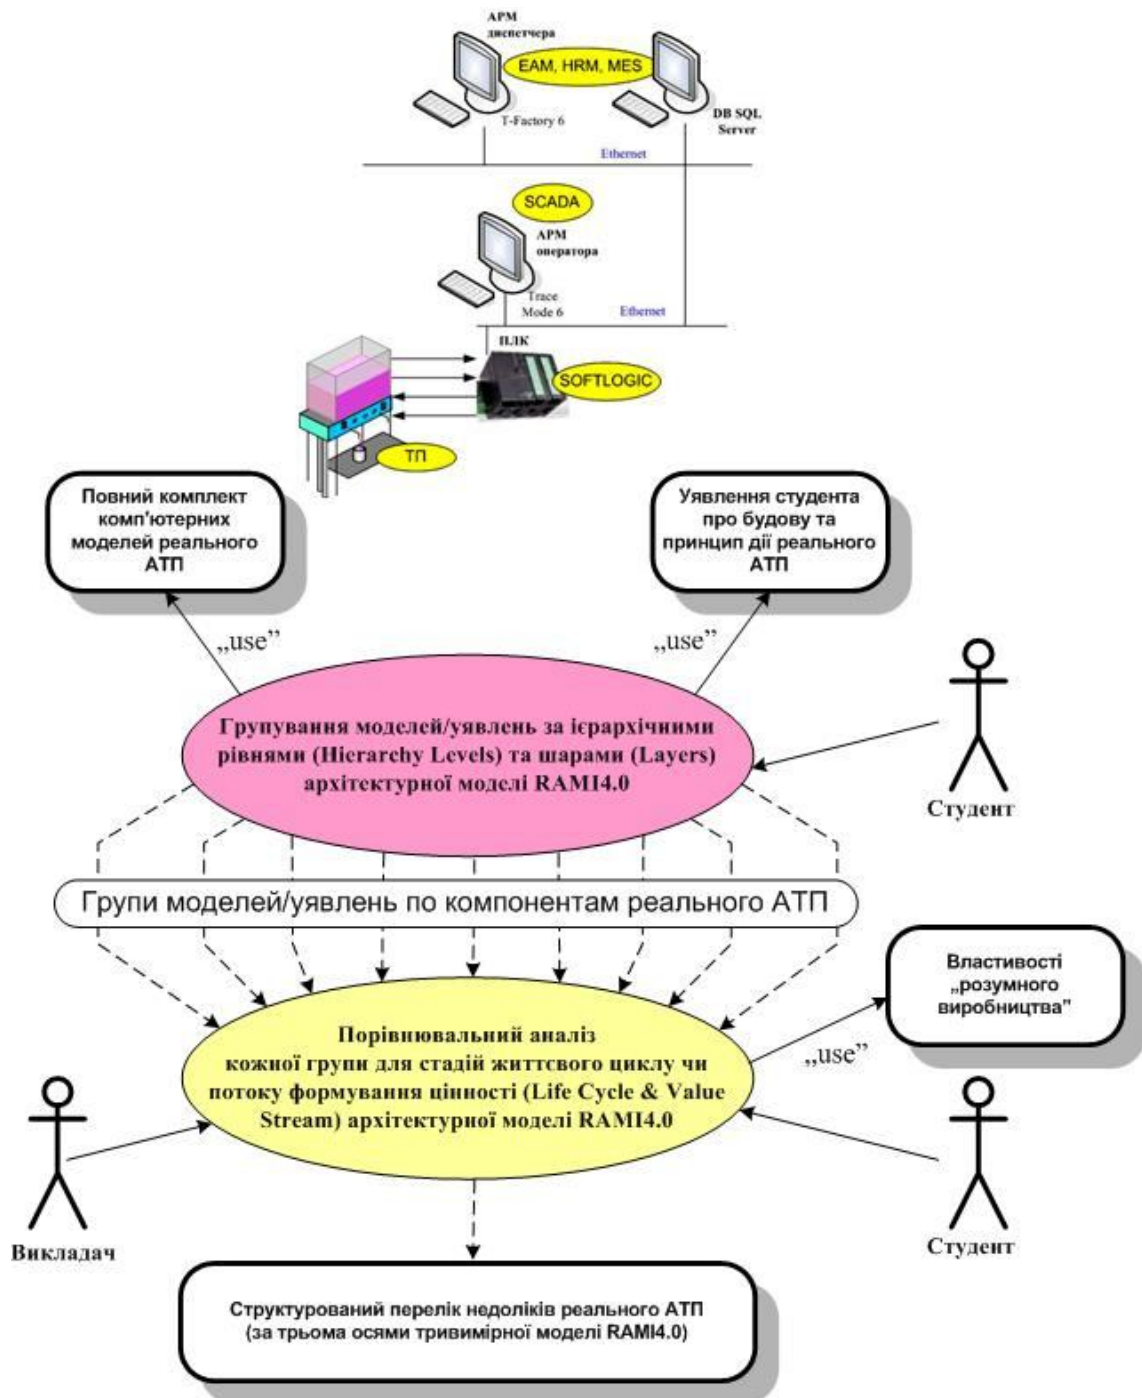 АРМ
диспетчера
EAM, HRM, MES
T-Factory 6
DB SQL
Server
Ethernet
SCADA
АРМ
оператора
Trace
Mode 6
Ethernet
ПЛК
SOFTLOGIC
ТП
Повний комплект
комп'ютерних
моделей реального
АТП
Уявлення студента
про будову та
принцип дії реального
АТП
„use”
„use”
Групування моделей/уявлень за ієрархічними
рівнями (Hierarchy Levels) та шарами (Layers)
архітектурної моделі RAMI4.0
Студент
Групи моделей/уявлень по компонентам реального АТП
Властивості
„розумного
виробництва"
Порівнювальний аналіз
кожної групи для стадій життєвого циклу чи
потоку формування цінності (Life Cycle & Value
Stream) архітектурної моделі RAMI4.0
„use”
Викладач
Студент
Структурований перелік недоліків реального АТП
(за трьома осями тривимірної моделі RAMI4.0)